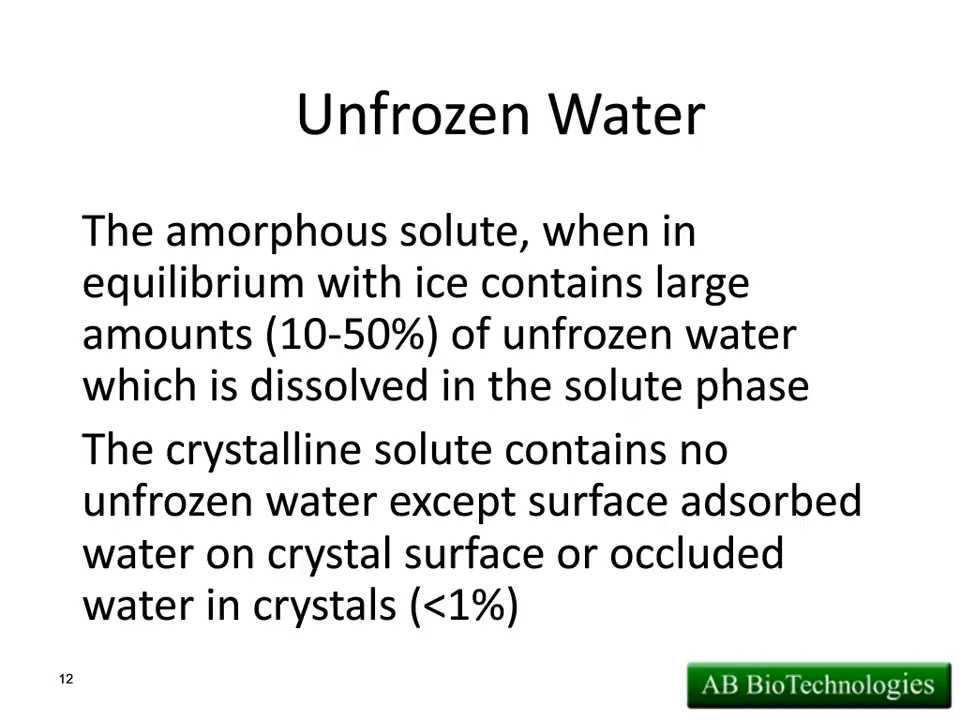 Unfrozen Water
The amorphous solute, when in
equilibrium with ice contains large
amounts (10-50%) of unfrozen water
which is dissolved in the solute phase
The crystalline solute contains no
unfrozen water except surface adsorbed
water on crystal surface or occluded
water in crystals (<1%)
12
AB BioTechnologies